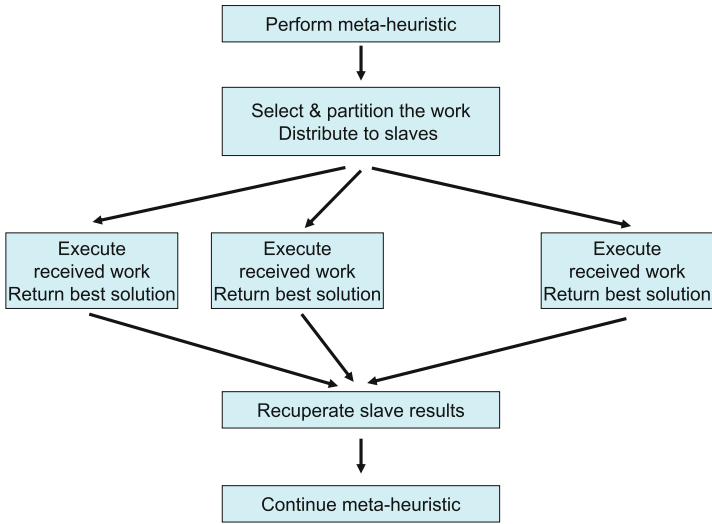 Perform meta-heuristic
Select & partition the work
Distribute to slaves
Execute
received work
Return best solution
Execute
received work
Return best solution
Execute
received work
Return best solution
Recuperate slave results
Continue meta-heuristic